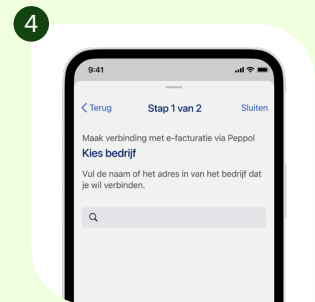 4
9:41
Terug
Stap 1 van 2
Sluiten
Maak verbinding met e-facturatie via Peppol
Kies bedrijf
Vul de naam of het adres in van het bedrijf dat
je wil verbinden.